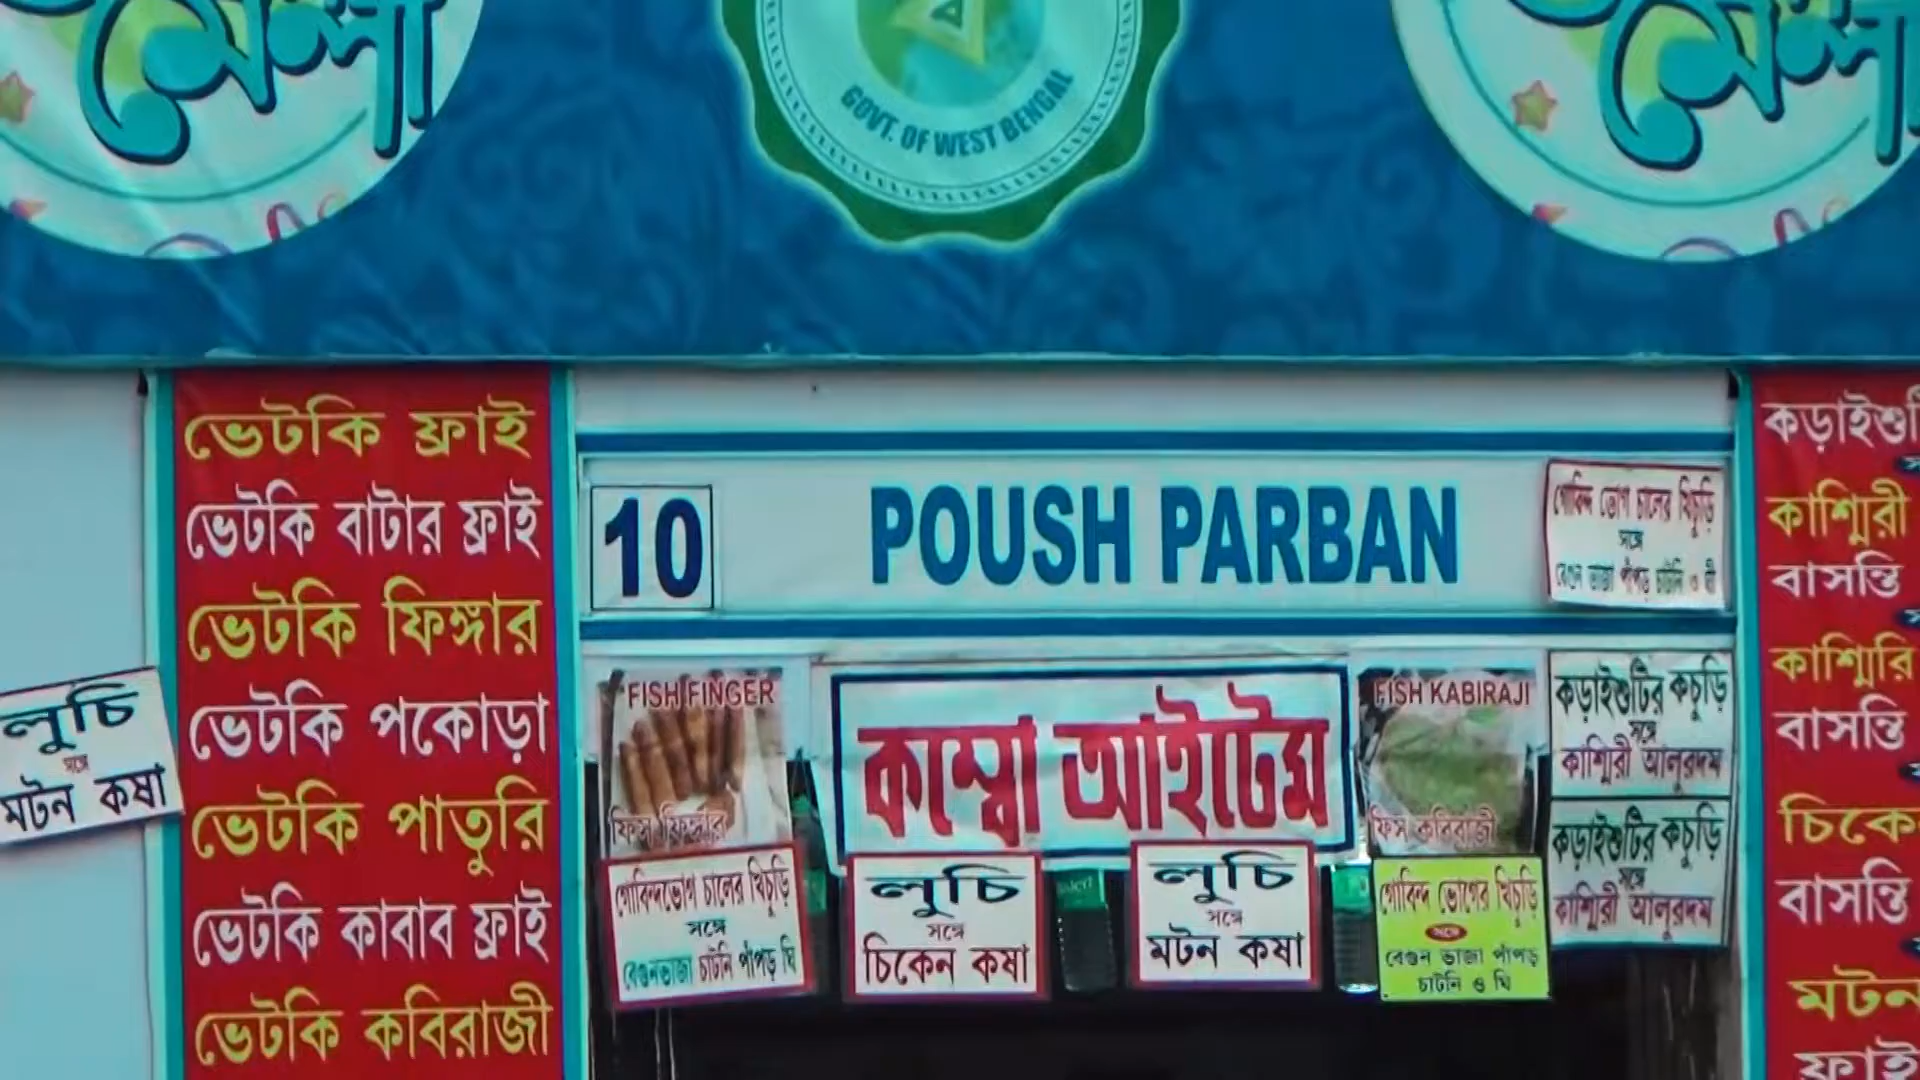 মেলা
GOVT. OF WEST BENGAL
মেলা
ভেটকি ফ্রাই
ভেটকি বাটার ফ্রাই
ভেটকি ফিঙ্গার
ভেটকি পকোড়া
ভেটকি পাতুরি
ভেটকি কাবাব ফ্রাই
ভেটকি কবিরাজী
লুচি
সঙ্গে
মটন কষা
10
POUSH PARBAN
গোবিন্দ ভোগ চালের খিচুড়ি
সঙ্গে
বেগুন ভাজা পাঁপড় চাটনি ও ঘী
FISH FINGER
ফিস ফিঙ্গার
কম্বো আইটেম
FISH KABIRAJI
ফিস কবিরাজী
কড়াইশুটির কচুড়ি
সঙ্গে
কাশ্মিরী আলুরদম
কড়াইশুটির কচুড়ি
সঙ্গে
কাশ্মিরী আলুরদম
গোবিন্দভোগ চালের খিচুড়ি
সঙ্গে
বেগুনভাজা চাটনি পাঁপড় ঘি
লুচি
সঙ্গে
চিকেন কষা
লুচি
সঙ্গে
মটন কষা
গোবিন্দ ভোগের খিচুড়ি
সঙ্গে
বেগুন ভাজা পাঁপড়
চাটনি ও ঘি
কাশ্মিরী
বাসন্তি
কাশ্মিরি
বাসন্তি
বাসন্তি
মটন
ফ্রাই